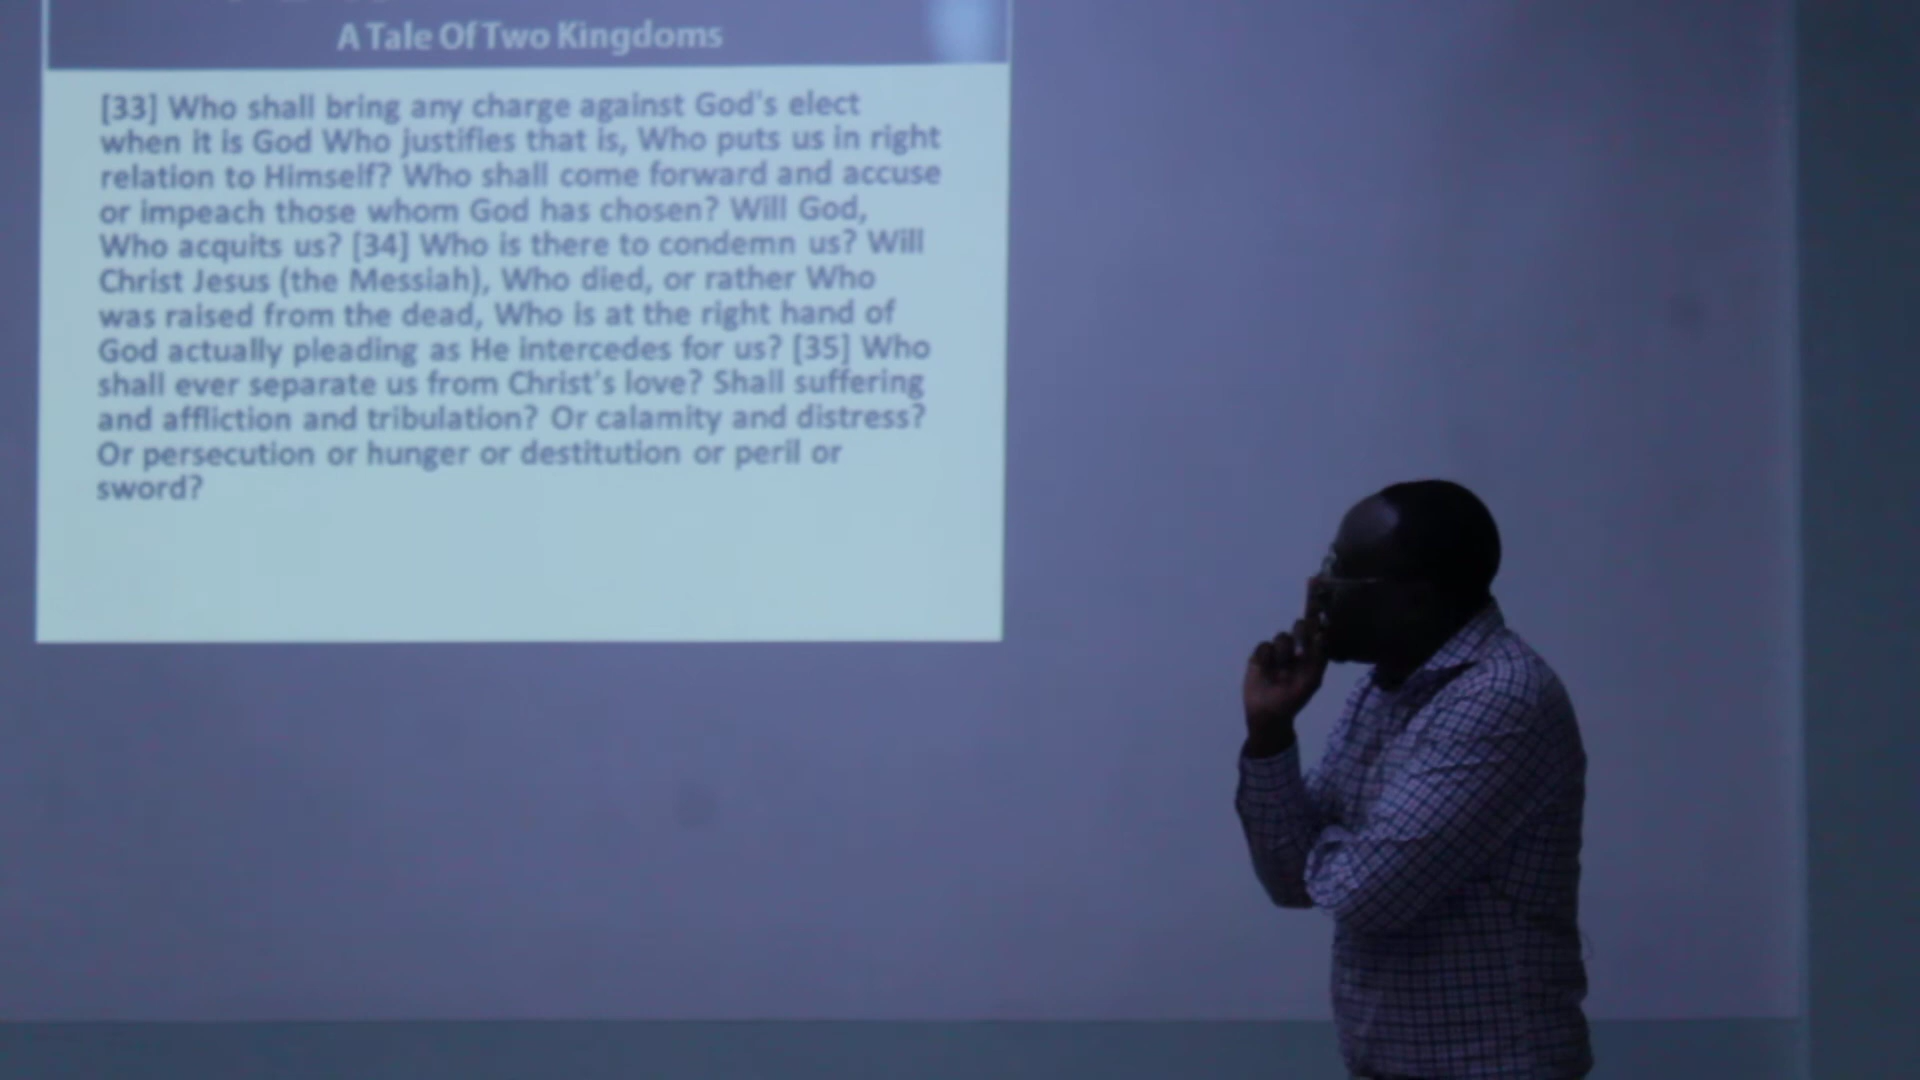 A Tale Of Two Kingdoms
[33] Who shall bring any charge against God's elect
when it is God Who justifies that is, Who puts us in right
relation to Himself? Who shall come forward and accuse
or impeach those whom God has chosen? Will God,
Who acquits us? [34] Who is there to condemn us? Will
Christ Jesus (the Messiah), Who died, or rather Who
was raised from the dead, Who is at the right hand of
God actually pleading as He intercedes for us? [35] Who
shall ever separate us from Christ's love? Shall suffering
and affliction and tribulation? Or calamity and distress?
Or persecution or hunger or destitution or peril or
sword?